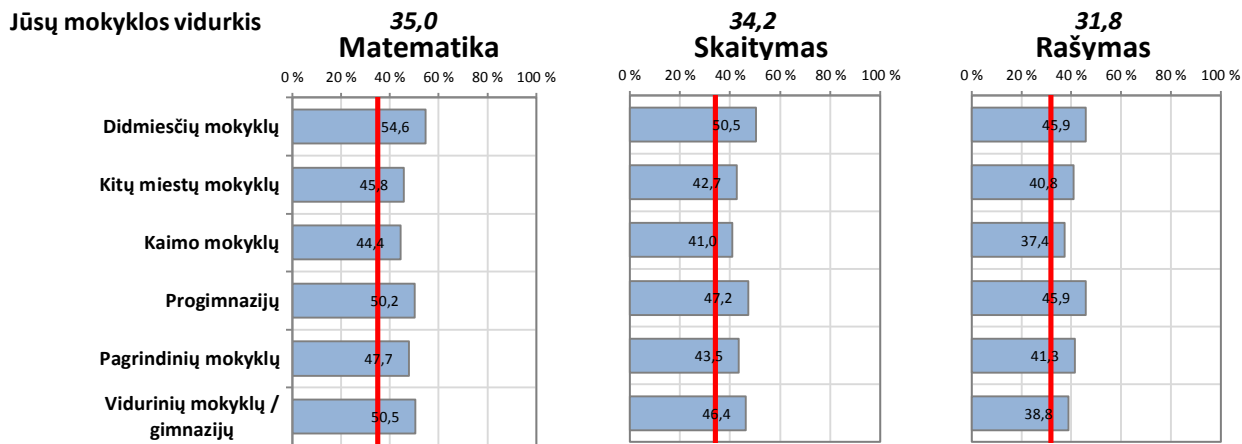 Jūsų mokyklos vidurkis 35,0 34,2 31,8
Matematika Skaitymas Rašymas
0 % 20 % 40 % 60 % 80 % 100 % 0 % 20 % 40 % 60 % 80 % 100 % 0 % 20 % 40 % 60 % 80 % 100 %
Didmiesčių mokyklų 54,6 50,5 45,9
Kitų miestų mokyklų 45,8 42,7 40,8
Kaimo mokyklų 44,4 41,0 37,4
Progimnazijų 50,2 47,2 45,9
Pagrindinių mokyklų 47,7 43,5 41,3
Vidurinių mokyklų /
gimnazijų 50,5 46,4 38,8